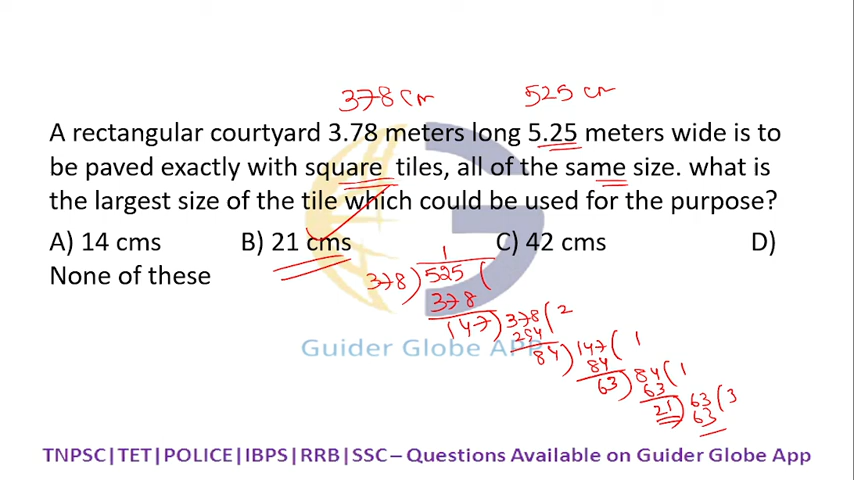 378 cm 525 cm
A rectangular courtyard 3.78 meters long 5.25 meters wide is to
be paved exactly with square tiles, all of the same size. what is
the largest size of the tile which could be used for the purpose?
A) 14 cms B) 21 cms C) 42 cms D)
None of these
1
378) 525 (
378
147) 378 (2
294
84) 147 ( 1
84
63) 84 ( 1
63
21) 63 (3
63
Guider Globe APP
TNPSC|TET|POLICE|IBPS|RRB|SSC – Questions Available on Guider Globe App